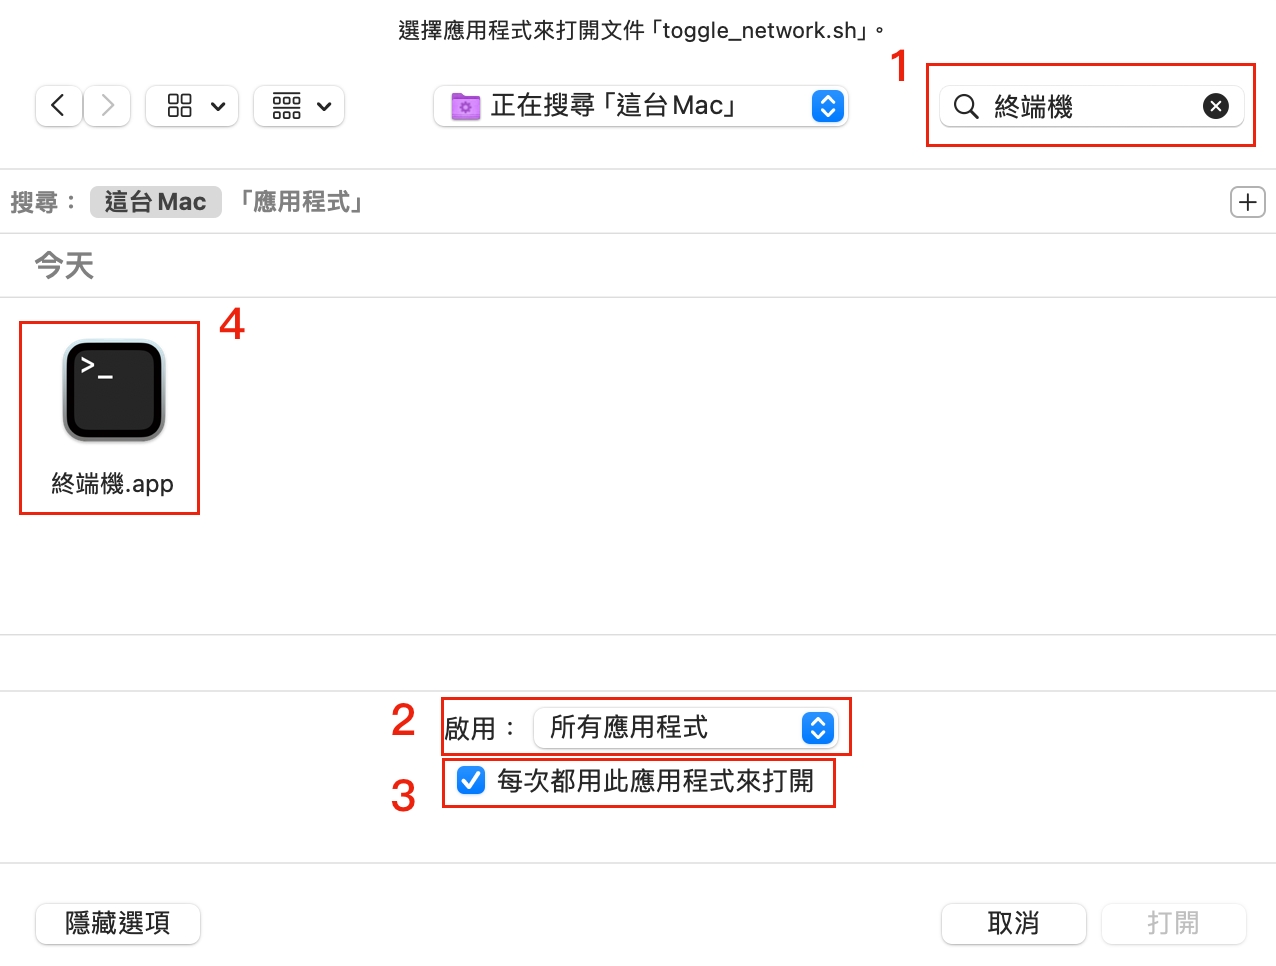 選擇應用程式來打開文件「toggle_network.sh」。
1
正在搜尋「這台 Mac」
終端機
搜尋： 這台 Mac 「應用程式」
今天
4
>_
終端機.app
2
啟用： 所有應用程式
3
每次都用此應用程式來打開
隱藏選項 取消 打開